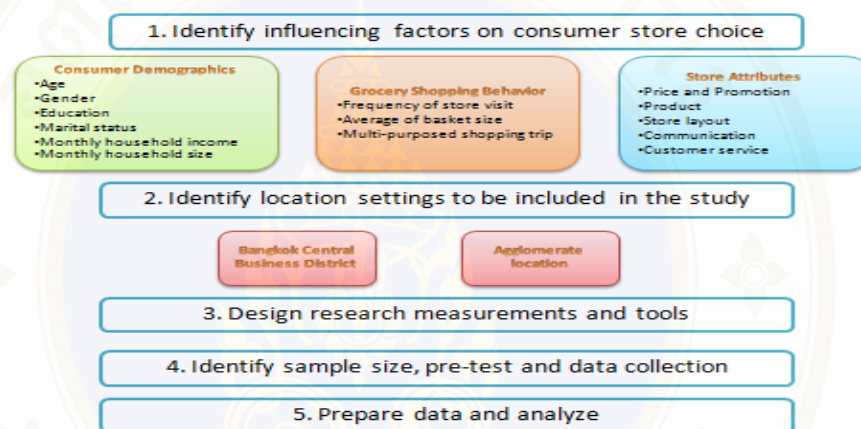 1. Identify influencing factors on consumer store choice
Consumer Demographics
•Age
•Gender
•Education
•Marital status
•Monthly household income
•Monthly household size
Grocery Shopping Behavior
•Frequency of store visit
•Average of basket size
•Multi-purposed shopping trip
Store Attributes
•Price and Promotion
•Product
•Store layout
•Communication
•Customer service
2. Identify location settings to be included in the study
Bangkok Central
Business District
Agglomerate
location
3. Design research measurements and tools
4. Identify sample size, pre-test and data collection
5. Prepare data and analyze